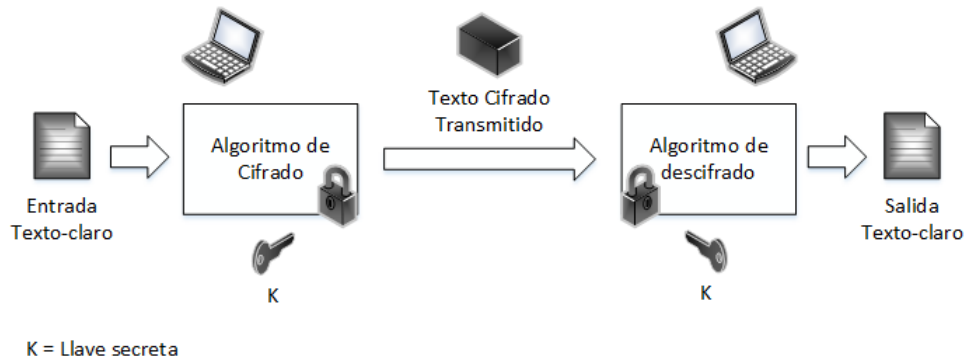 Texto Cifrado
Transmitido
Algoritmo de
Cifrado
Algoritmo de
descifrado
Entrada
Texto-claro
Salida
Texto-claro
K
K
K = Llave secreta